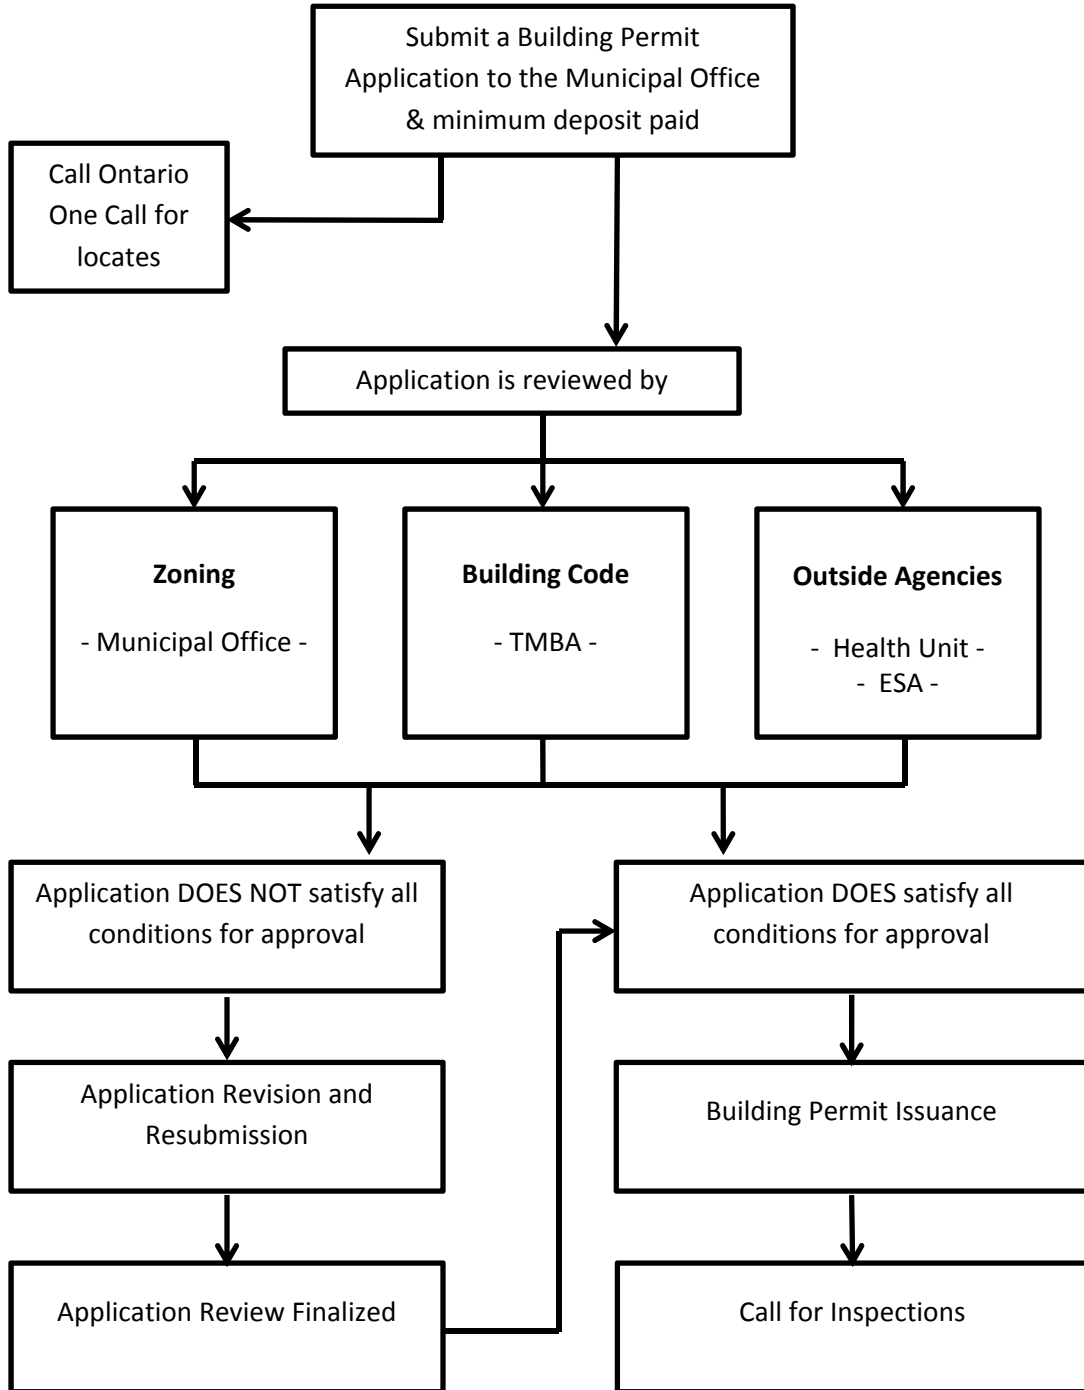 Submit a Building Permit
Application to the Municipal Office
& minimum deposit paid
Call Ontario
One Call for
locates
Application is reviewed by
Zoning
- Municipal Office -
Building Code
- TMBA -
Outside Agencies
- Health Unit -
- ESA -
Application DOES NOT satisfy all
conditions for approval
Application DOES satisfy all
conditions for approval
Application Revision and
Resubmission
Building Permit Issuance
Application Review Finalized
Call for Inspections